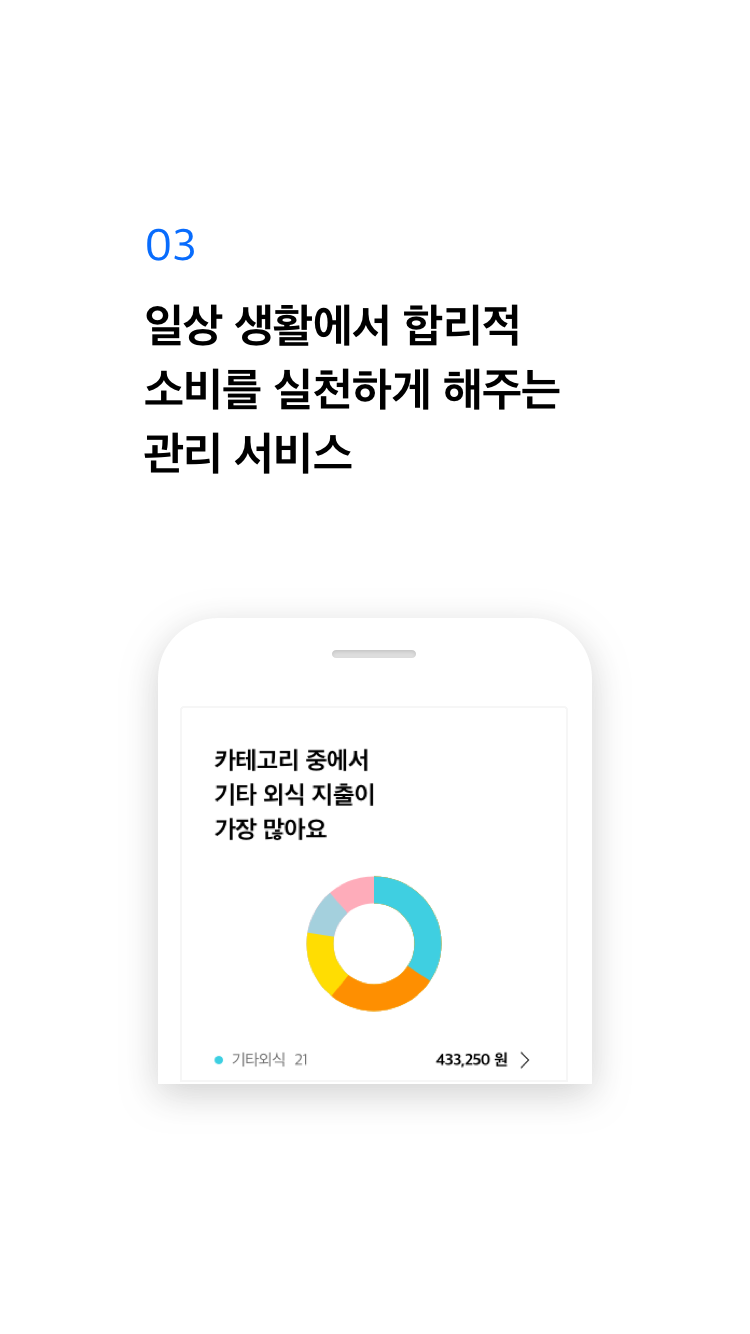 03
일상 생활에서 합리적
소비를 실천하게 해주는
관리 서비스
카테고리 중에서
기타 외식 지출이
가장 많아요
기타외식 21 433,250 원